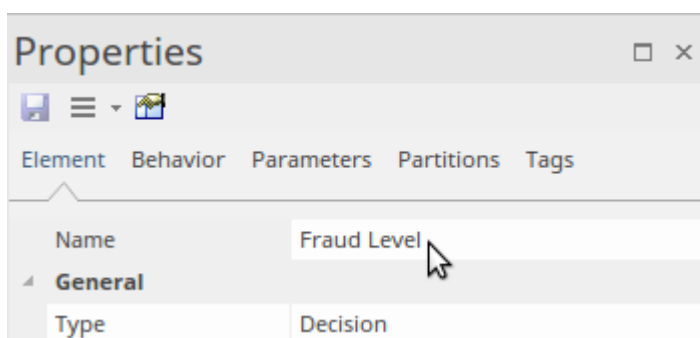 Properties
Element Behavior Parameters Partitions Tags
Name Fraud Level
General
Type Decision